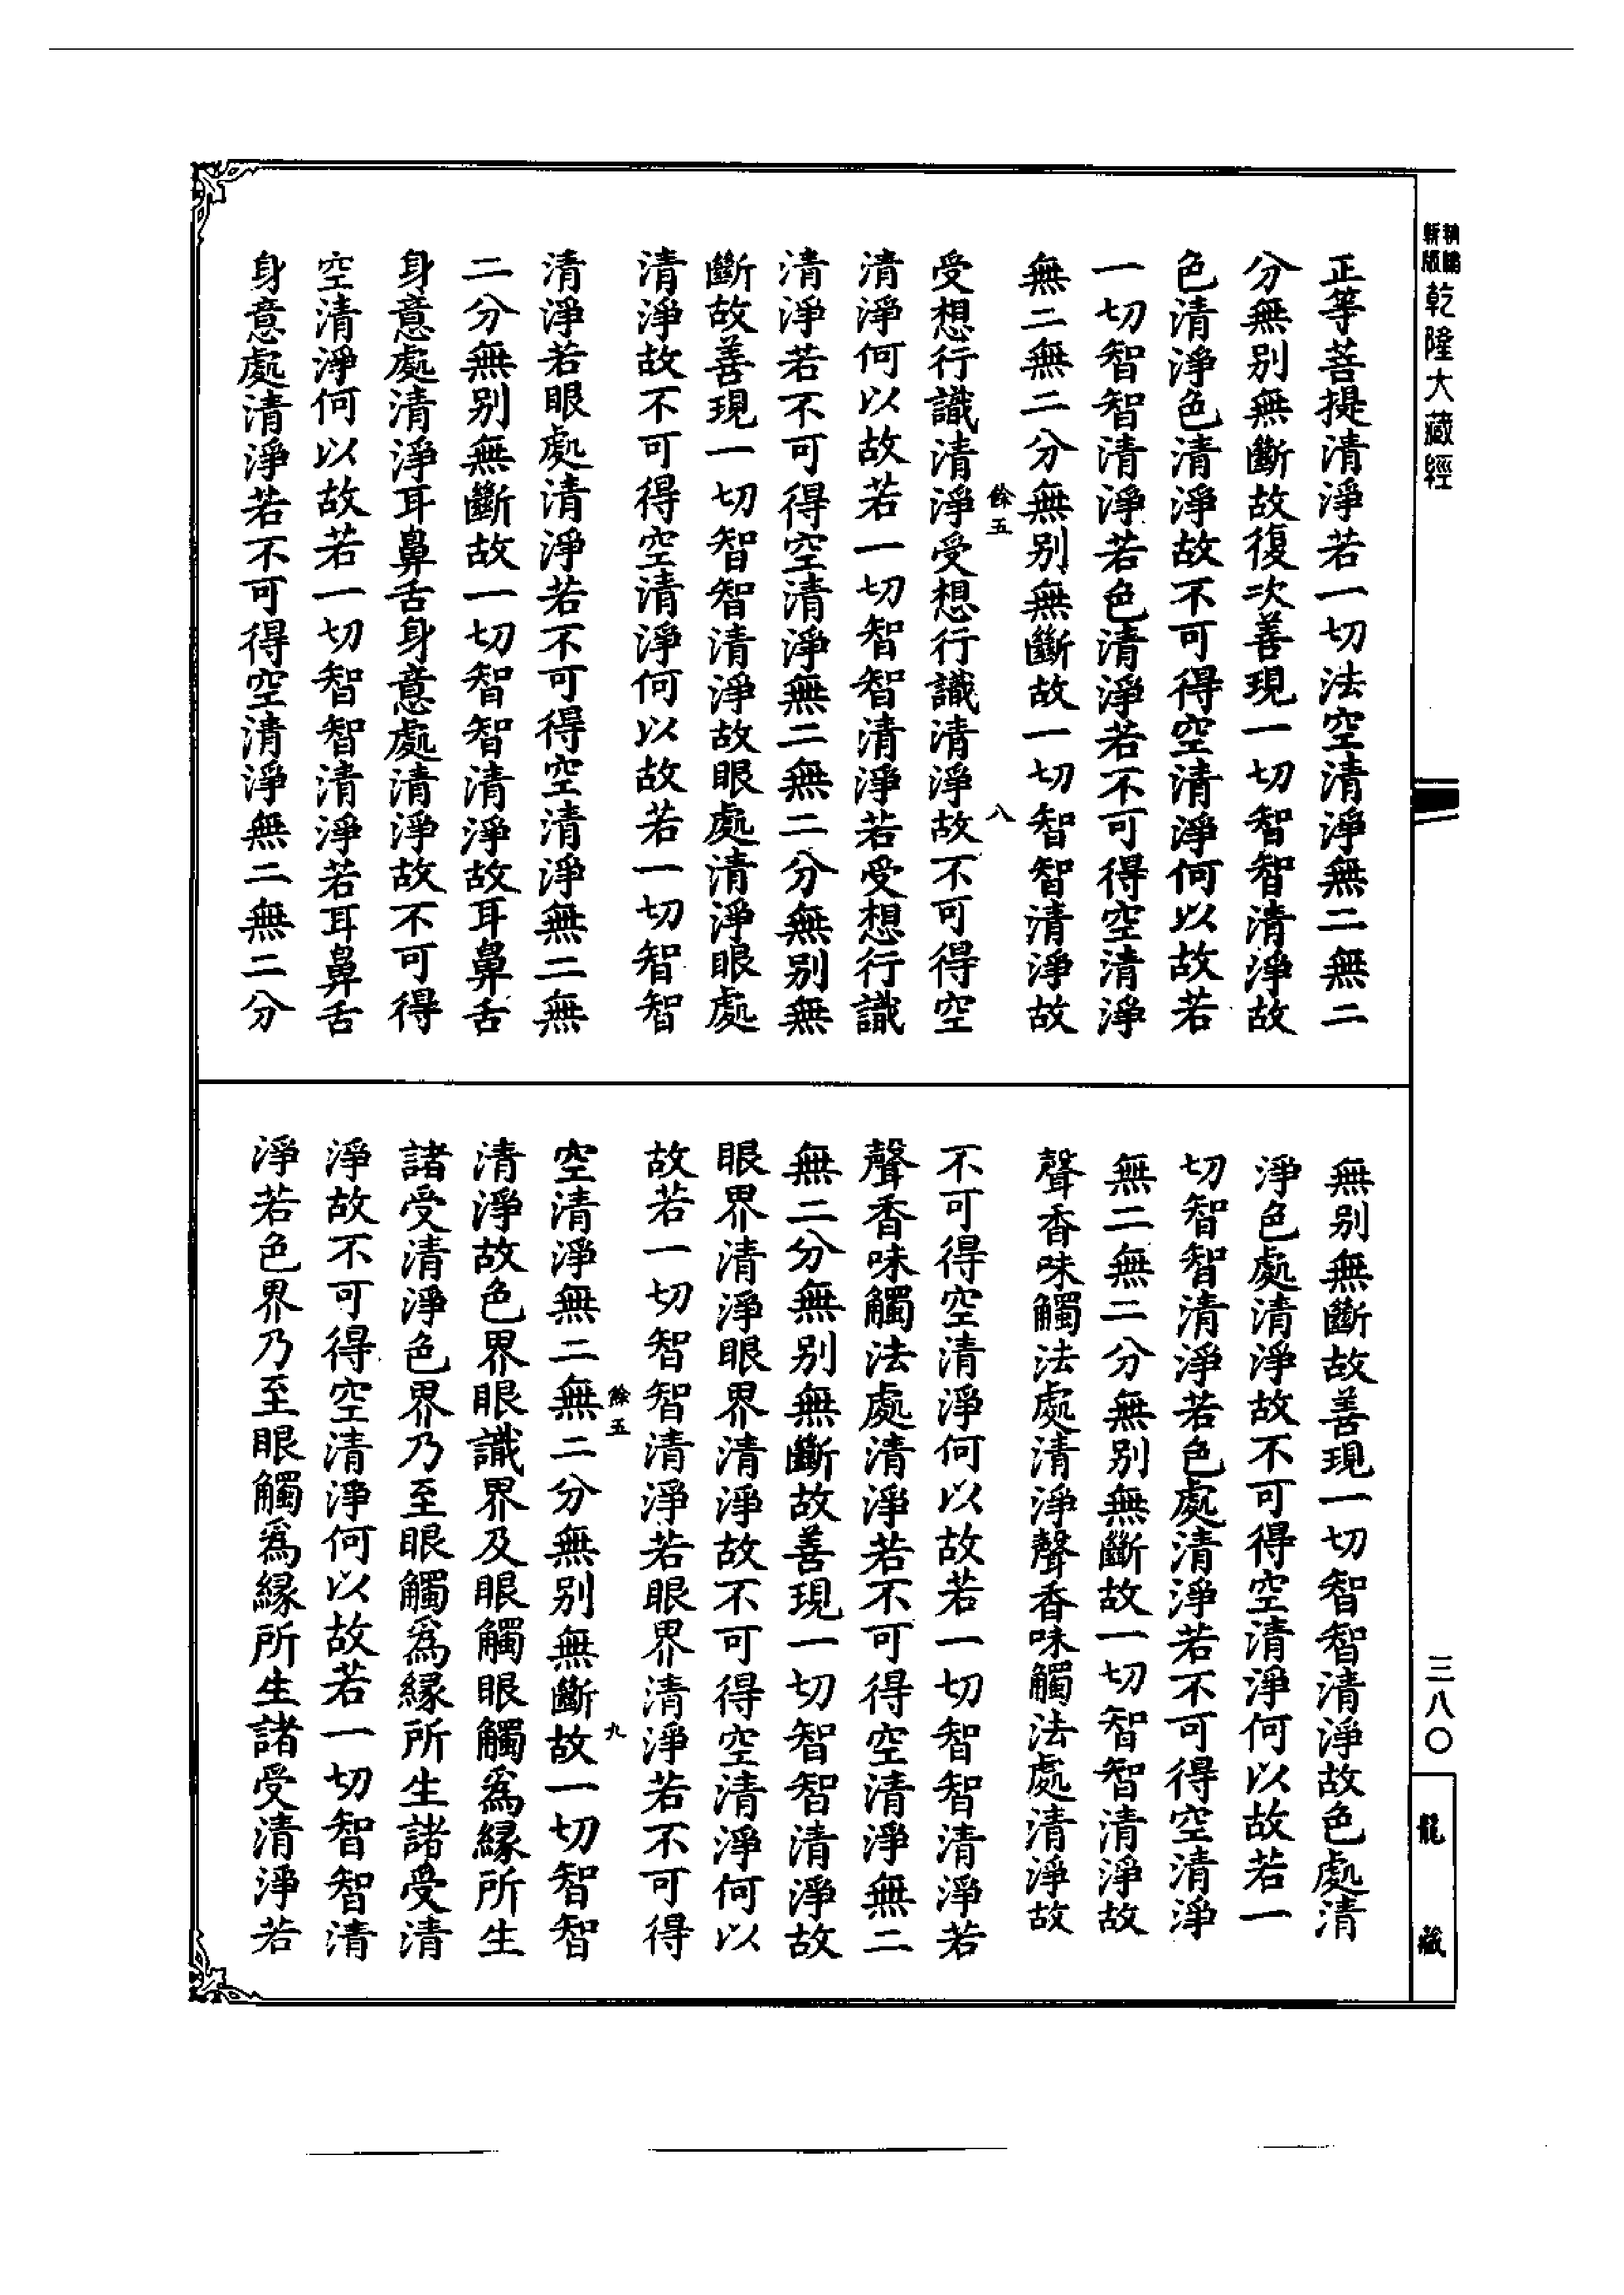 新版
乾隆大藏經
三八〇
龍藏
正等菩提清淨若一切法空清淨無二無二
分無別無斷故復次善現一切智智清淨故
色清淨色清淨故不可得空清淨何以故若
一切智智清淨若色清淨若不可得空清淨
無二無二分無別無斷故一切智智清淨故
餘五
八
受想行識清淨受想行識清淨故不可得空
清淨何以故若一切智智清淨若受想行識
清淨若不可得空清淨無二無二分無別無
斷故善現一切智智清淨故眼處清淨眼處
清淨故不可得空清淨何以故若一切智智
清淨若眼處清淨若不可得空清淨無二無
二分無別無斷故一切智智清淨故耳鼻舌
身意處清淨耳鼻舌身意處清淨故不可得
空清淨何以故若一切智智清淨若耳鼻舌
身意處清淨若不可得空清淨無二無二分
無別無斷故善現一切智智清淨故色處清
淨色處清淨故不可得空清淨何以故若一
切智智清淨若色處清淨若不可得空清淨
無二無二分無別無斷故一切智智清淨故
聲香味觸法處清淨聲香味觸法處清淨故
不可得空清淨何以故若一切智智清淨若
聲香味觸法處清淨若不可得空清淨無二
無二分無別無斷故善現一切智智清淨故
眼界清淨眼界清淨故不可得空清淨何以
故若一切智智清淨若眼界清淨若不可得
餘五
九
空清淨無二無二分無別無斷故一切智智
清淨故色界眼識界及眼觸眼觸爲緣所生
諸受清淨色界乃至眼觸爲緣所生諸受清
淨故不可得空清淨何以故若一切智智清
淨若色界乃至眼觸爲緣所生諸受清淨若